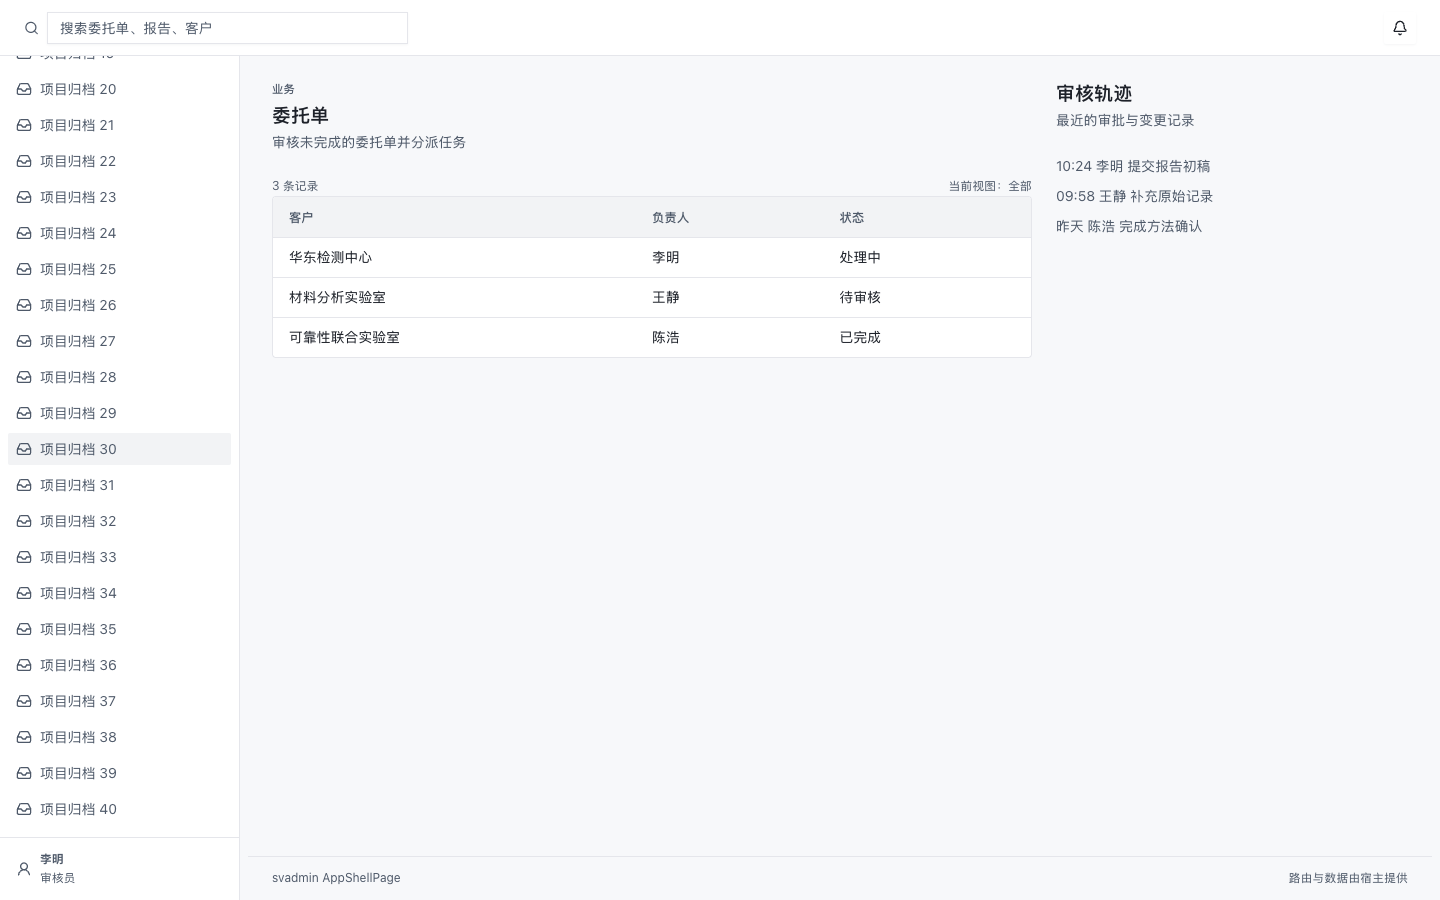 搜索委托单、报告、客户
项目归档 20
项目归档 21
项目归档 22
项目归档 23
项目归档 24
项目归档 25
项目归档 26
项目归档 27
项目归档 28
项目归档 29
项目归档 30
项目归档 31
项目归档 32
项目归档 33
项目归档 34
项目归档 35
项目归档 36
项目归档 37
项目归档 38
项目归档 39
项目归档 40
李明
审核员
业务
委托单
审核未完成的委托单并分派任务
3 条记录 当前视图：全部
客户 负责人 状态
华东检测中心 李明 处理中
材料分析实验室 王静 待审核
可靠性联合实验室 陈浩 已完成
审核轨迹
最近的审批与变更记录
10:24 李明 提交报告初稿
09:58 王静 补充原始记录
昨天 陈浩 完成方法确认
svadmin AppShellPage 路由与数据由宿主提供